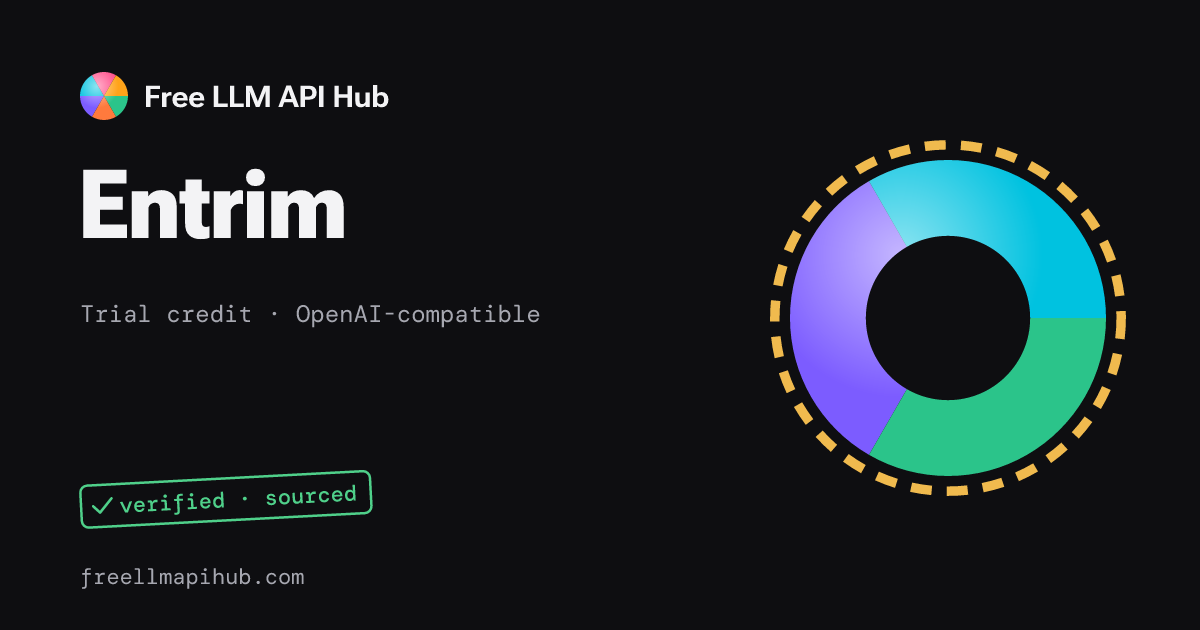 Free LLM API Hub
Entrim
Trial credit · OpenAI-compatible
verified · sourced
freellmapihub.com